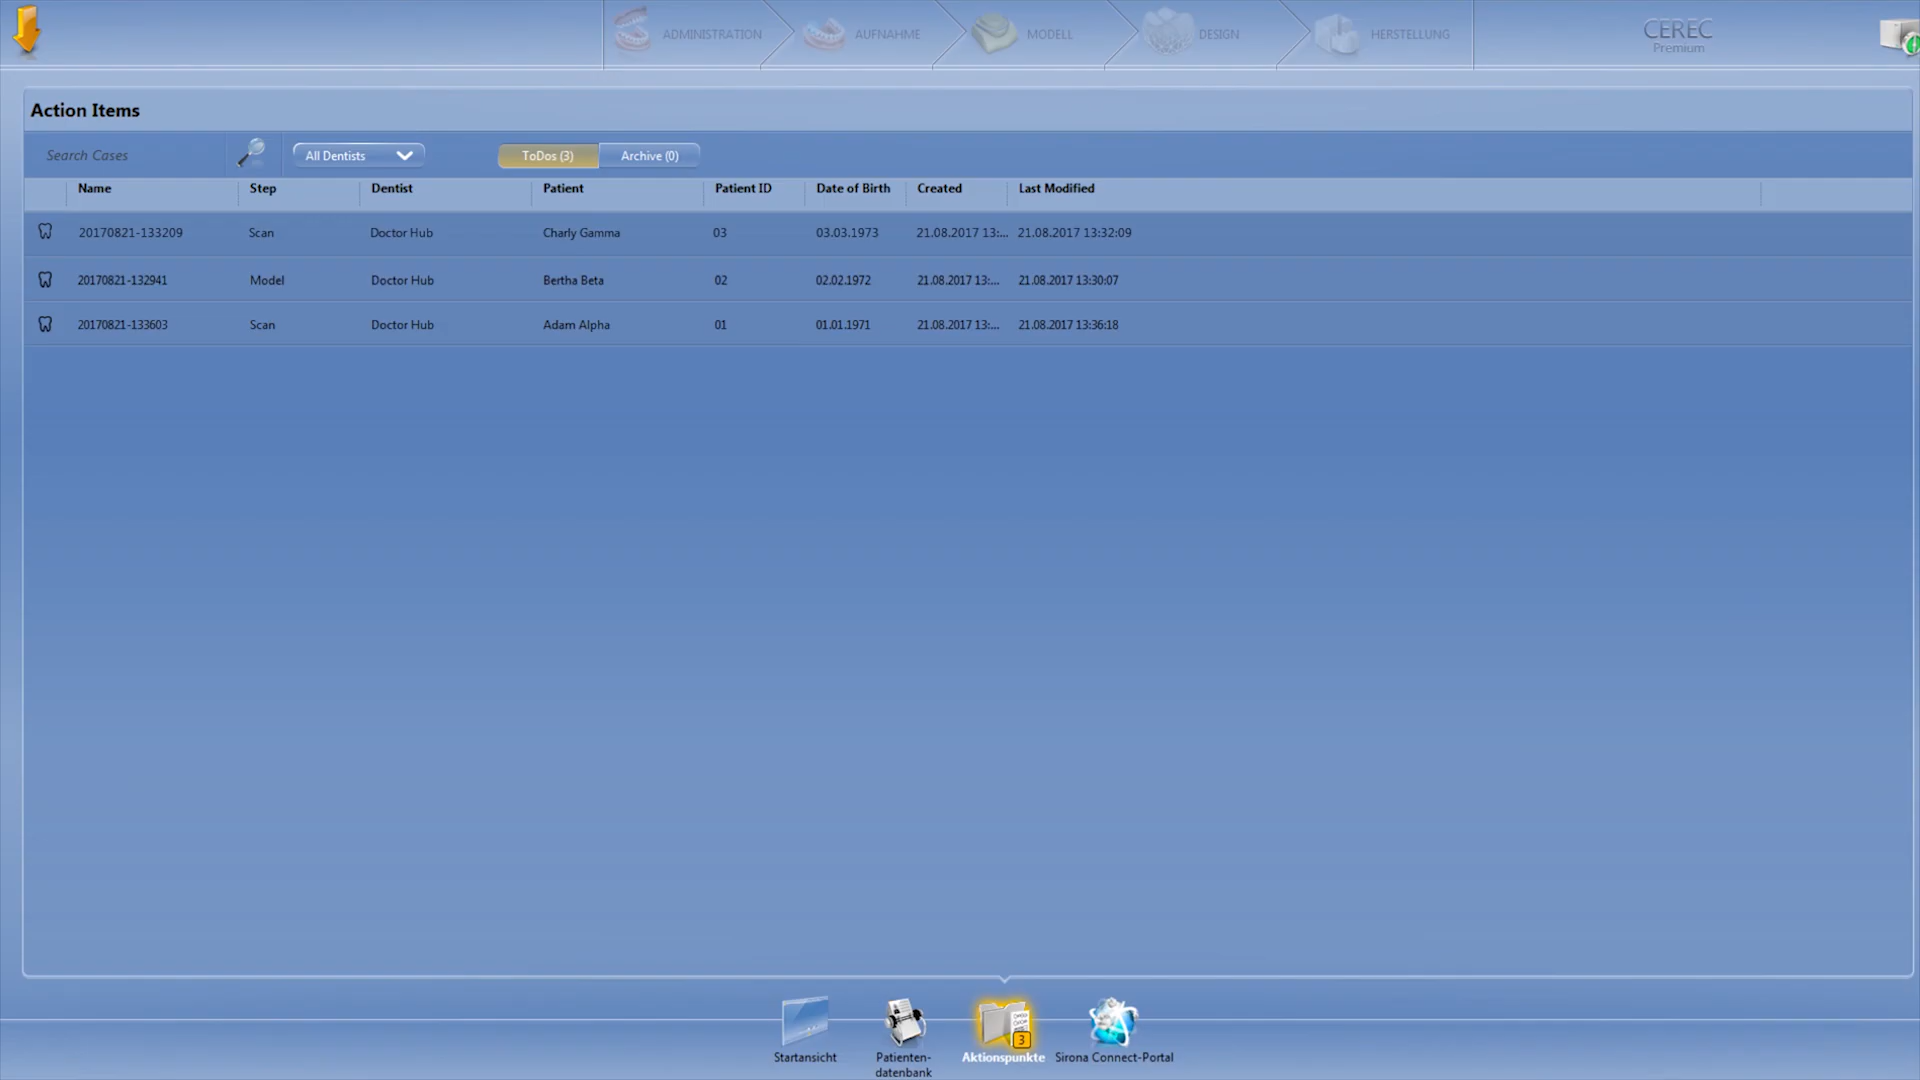 ADMINISTRATION AUFNAHME MODELL DESIGN HERSTELLUNG CEREC
Premium
Action Items
Search Cases All Dentists ToDos (3) Archive (0)
Name Step Dentist Patient Patient ID Date of Birth Created Last Modified
20170821-133209 Scan Doctor Hub Charly Gamma 03 03.03.1973 21.08.2017 13:... 21.08.2017 13:32:09
20170821-132941 Model Doctor Hub Bertha Beta 02 02.02.1972 21.08.2017 13:... 21.08.2017 13:30:07
20170821-133603 Scan Doctor Hub Adam Alpha 01 01.01.1971 21.08.2017 13:... 21.08.2017 13:36:18
3
Startansicht Patienten- Aktionspunkte Sirona Connect-Portal
datenbank